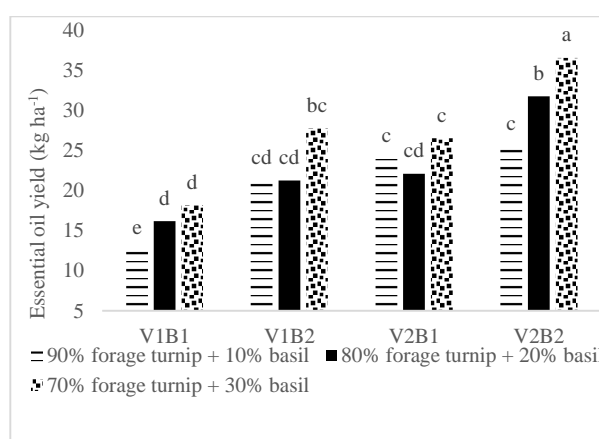 Essential oil yield (kg ha-1)
40
35
30
25
20
15
10
5
e
d
d
cd
cd
bc
c
cd
c
c
b
a
V1B1 V1B2 V2B1 V2B2
90% forage turnip + 10% basil 80% forage turnip + 20% basil
70% forage turnip + 30% basil